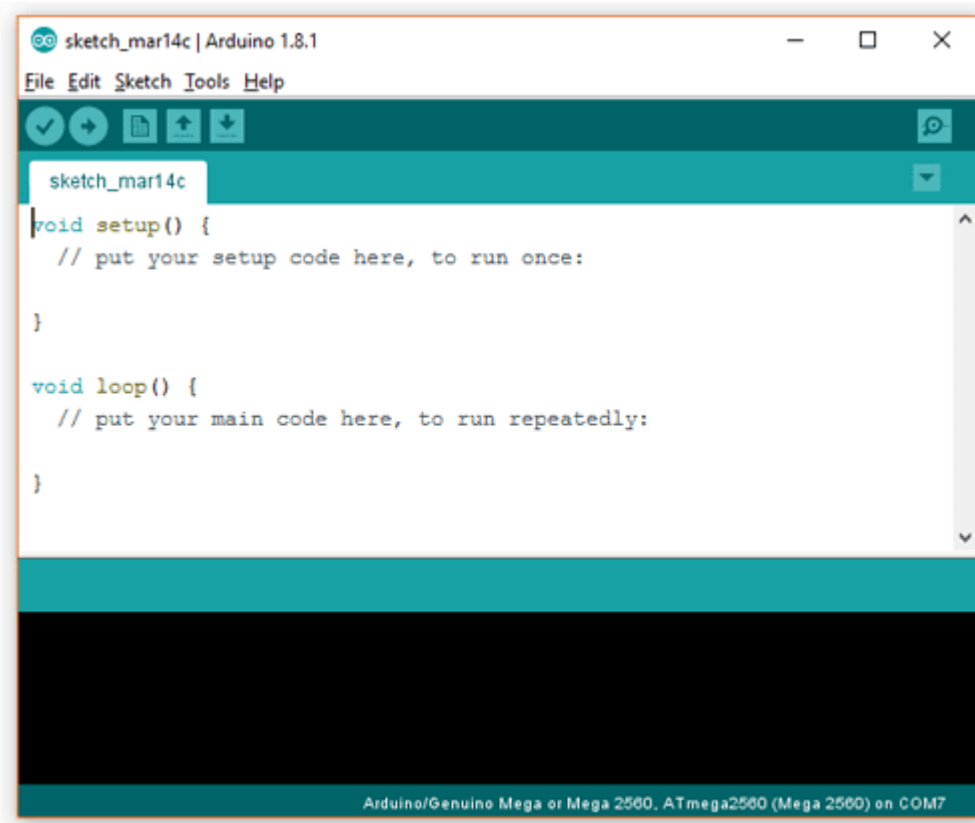 sketch_mar14c | Arduino 1.8.1
File Edit Sketch Tools Help
sketch_mar14c
void setup() {
  // put your setup code here, to run once:
}
void loop() {
  // put your main code here, to run repeatedly:
}
Arduino/Genuino Mega or Mega 2560, ATmega2560 (Mega 2560) on COM7